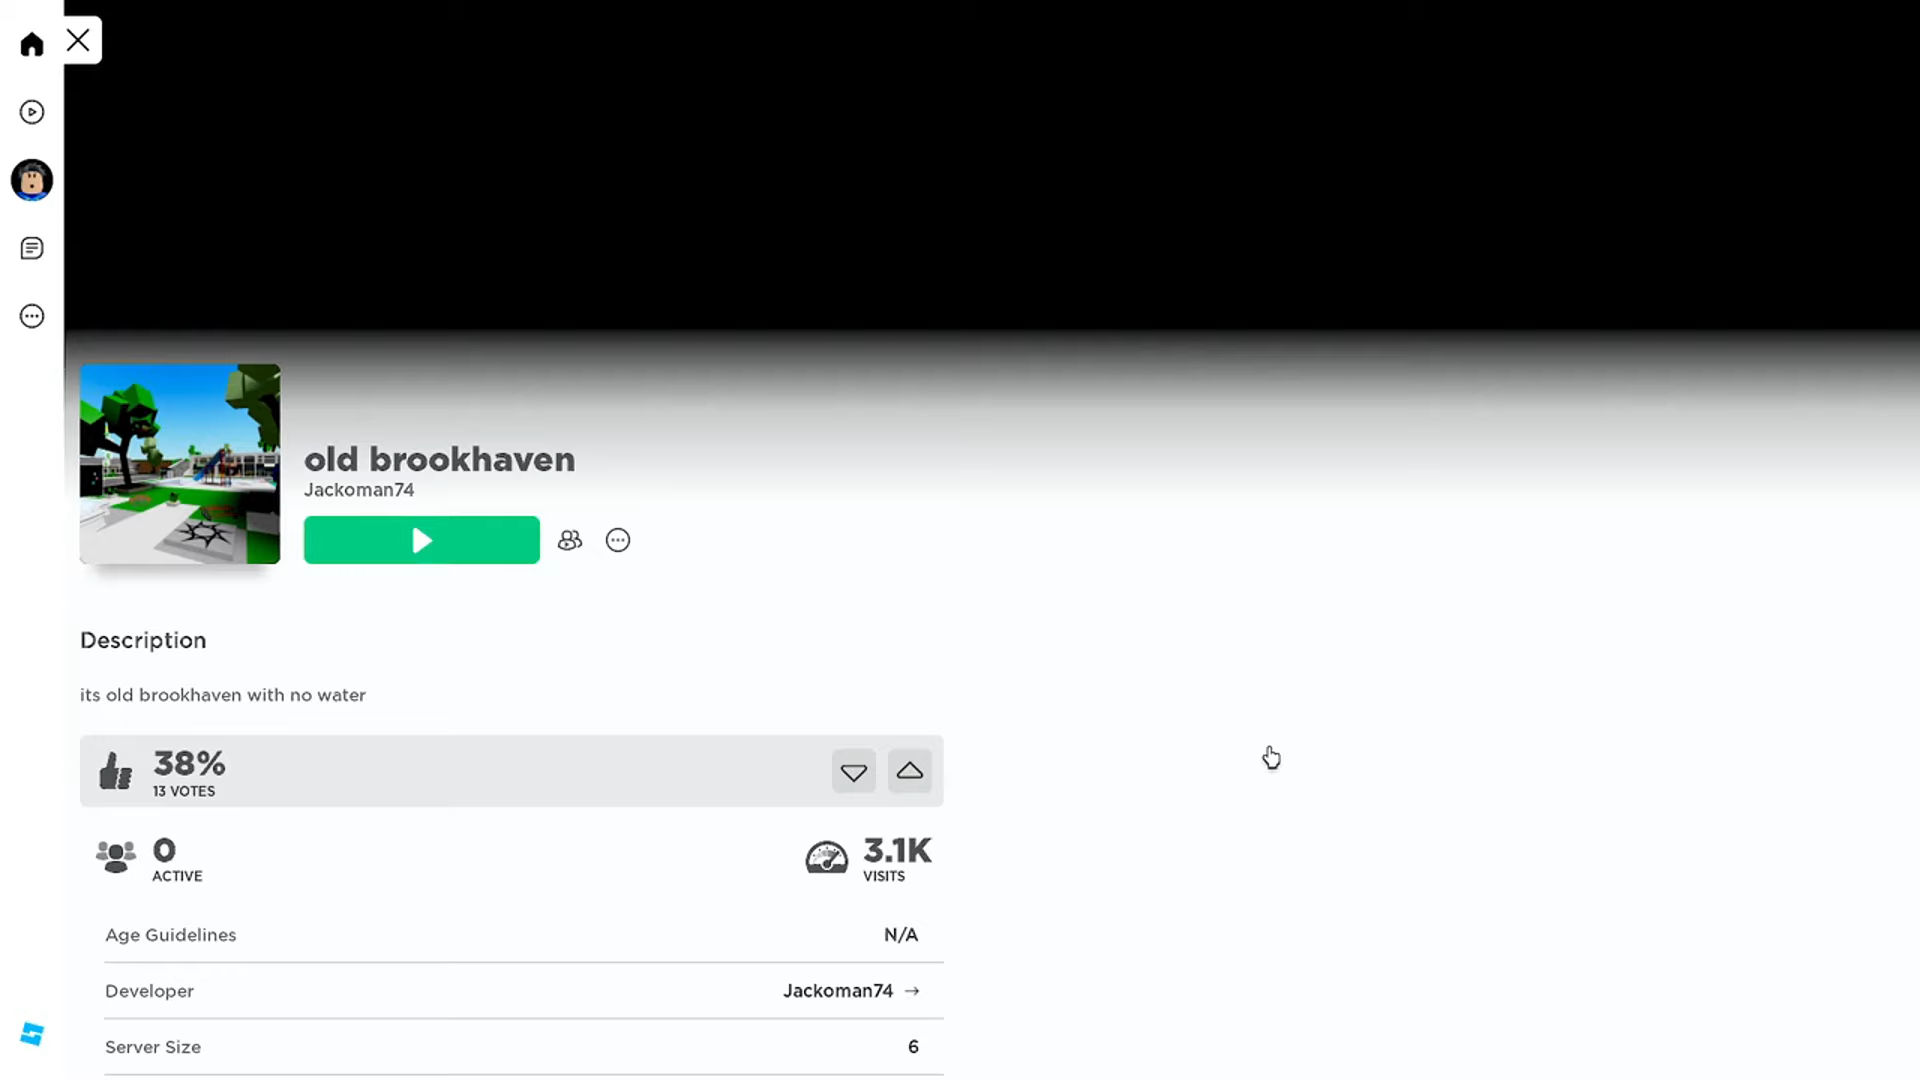 old brookhaven
Jackoman74
Description
its old brookhaven with no water
38%
13 VOTES
0
ACTIVE
3.1K
VISITS
Age Guidelines N/A
Developer Jackoman74 →
Server Size 6